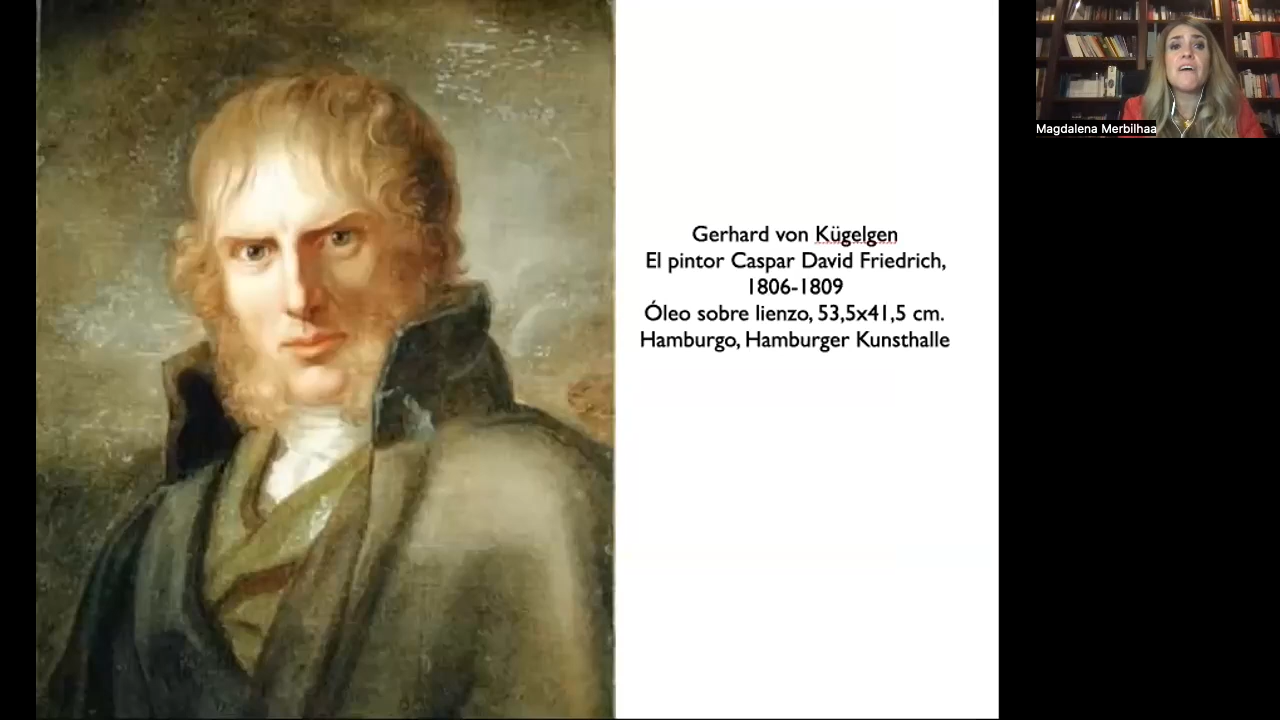 Gerhard von Kügelgen
El pintor Caspar David Friedrich,
1806-1809
Óleo sobre lienzo, 53,5x41,5 cm.
Hamburgo, Hamburger Kunsthalle
Magdalena Merbilhaa